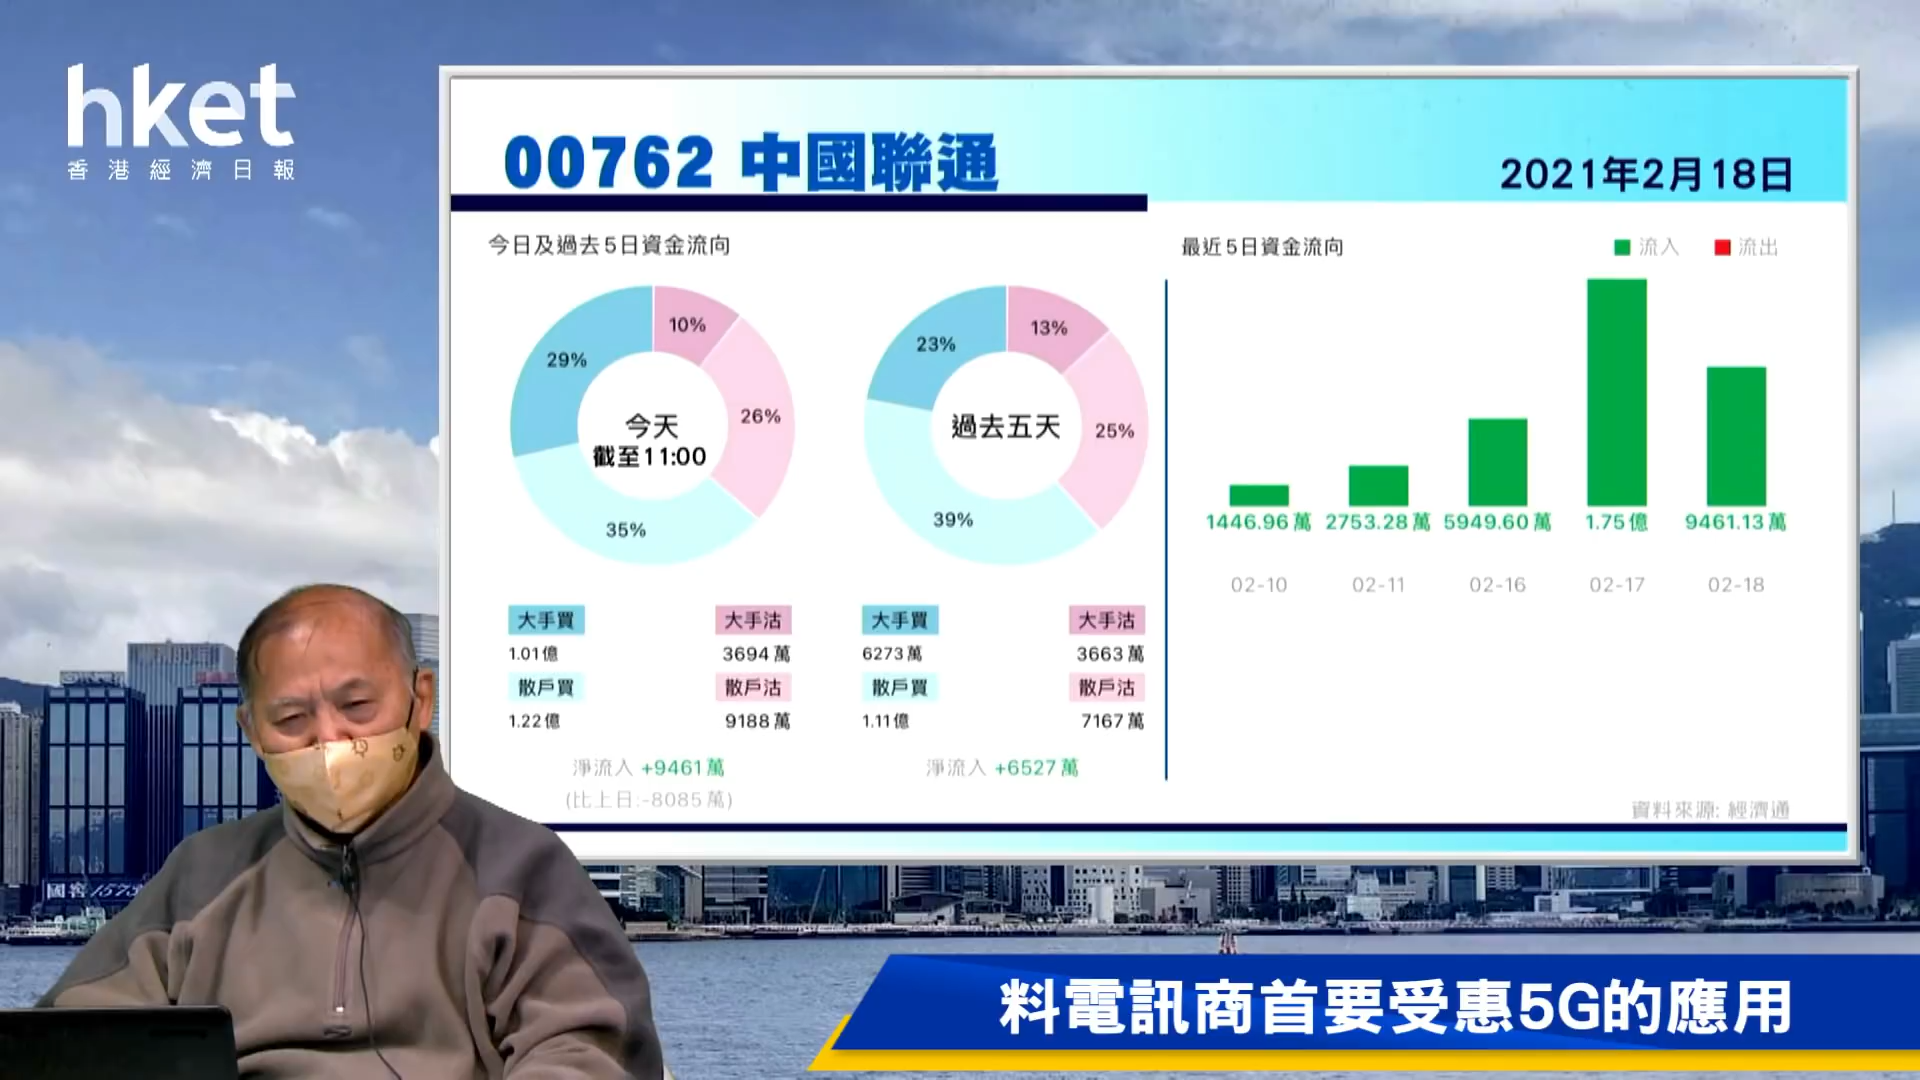 hket
香港經濟日報
00762 中國聯通
2021年2月18日
今日及過去5日資金流向
29%
10%
26%
35%
今天
截至11:00
23%
13%
25%
39%
過去五天
大手買
大手沽
1.01億
3694萬
散戶買
散戶沽
1.22億
9188萬
淨流入 +9461萬
(比上日:-8085萬)
大手買
大手沽
6273萬
3663萬
散戶買
散戶沽
1.11億
7167萬
淨流入 +6527萬
最近5日資金流向
流入 流出
1446.96萬 2753.28萬 5949.60萬 1.75億 9461.13萬
02-10 02-11 02-16 02-17 02-18
資料來源: 經濟通
國窖 1573
料電訊商首要受惠5G的應用